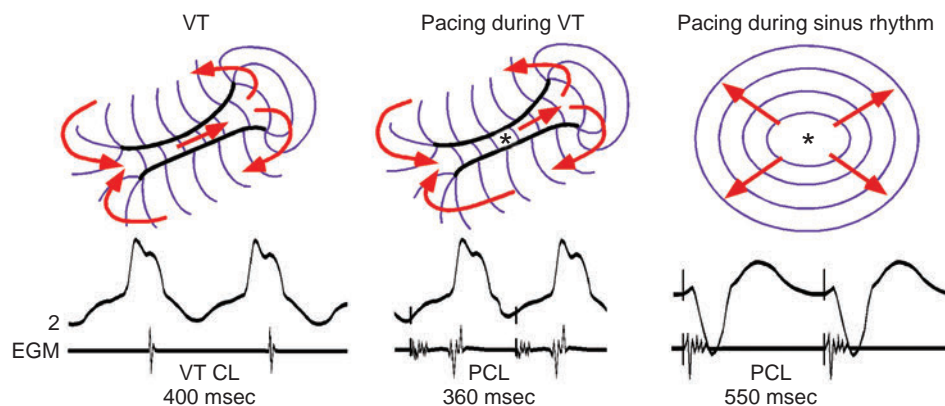 VT
Pacing during VT
Pacing during sinus rhythm
*
*
2
EGM
VT CL
400 msec
PCL
360 msec
PCL
550 msec